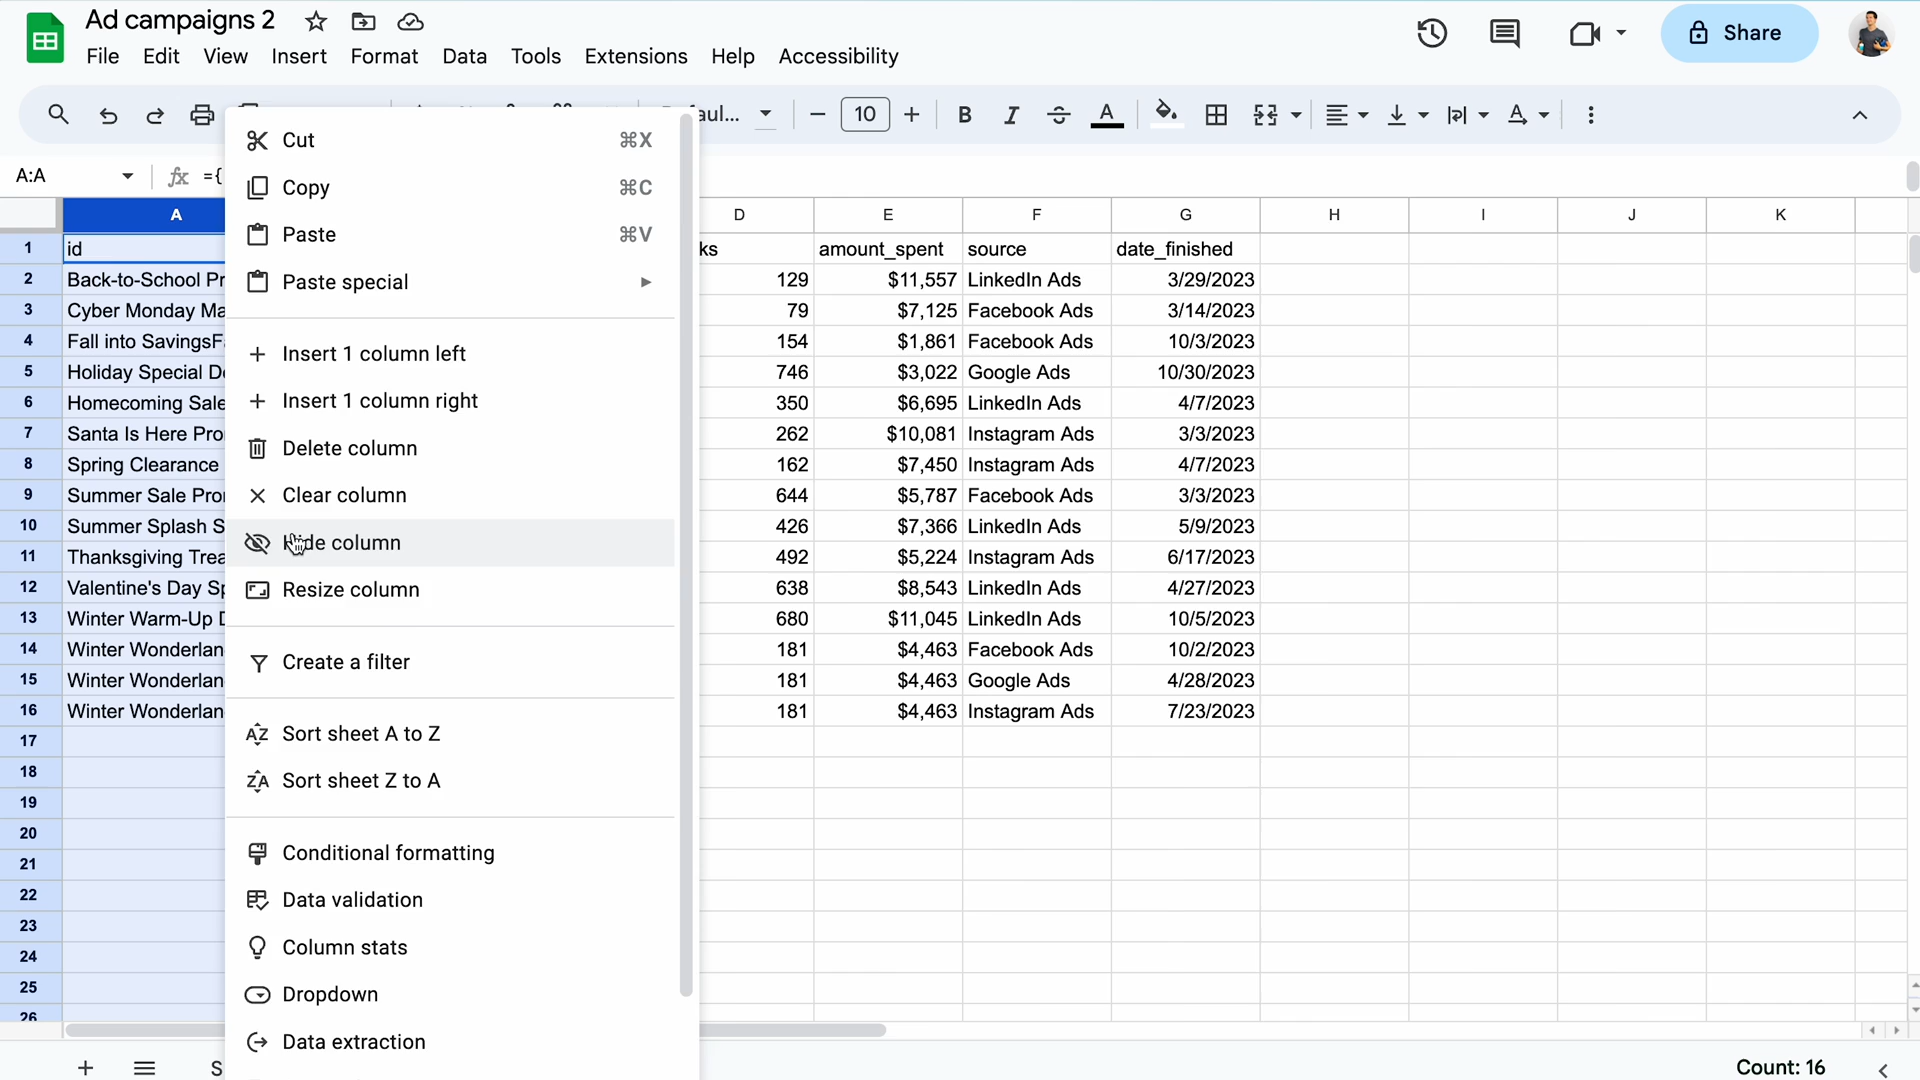 Ad campaigns 2
File Edit View Insert Format Data Tools Extensions Help Accessibility
Share
aul... 10 B I A A
A:A fx ={
A D E F G H I J K
1 id ks amount_spent source date_finished
2 Back-to-School Pr 129 $11,557 LinkedIn Ads 3/29/2023
3 Cyber Monday Ma 79 $7,125 Facebook Ads 3/14/2023
4 Fall into SavingsF 154 $1,861 Facebook Ads 10/3/2023
5 Holiday Special D 746 $3,022 Google Ads 10/30/2023
6 Homecoming Sale 350 $6,695 LinkedIn Ads 4/7/2023
7 Santa Is Here Pro 262 $10,081 Instagram Ads 3/3/2023
8 Spring Clearance 162 $7,450 Instagram Ads 4/7/2023
9 Summer Sale Pro 644 $5,787 Facebook Ads 3/3/2023
10 Summer Splash S 426 $7,366 LinkedIn Ads 5/9/2023
11 Thanksgiving Trea 492 $5,224 Instagram Ads 6/17/2023
12 Valentine's Day Sp 638 $8,543 LinkedIn Ads 4/27/2023
13 Winter Warm-Up D 680 $11,045 LinkedIn Ads 10/5/2023
14 Winter Wonderlan 181 $4,463 Facebook Ads 10/2/2023
15 Winter Wonderlan 181 $4,463 Google Ads 4/28/2023
16 Winter Wonderlan 181 $4,463 Instagram Ads 7/23/2023
17
18
19
20
21
22
23
24
25
26
Cut ⌘X
Copy ⌘C
Paste ⌘V
Paste special
Insert 1 column left
Insert 1 column right
Delete column
Clear column
Hide column
Resize column
Create a filter
Sort sheet A to Z
Sort sheet Z to A
Conditional formatting
Data validation
Column stats
Dropdown
Data extraction
S
Count: 16